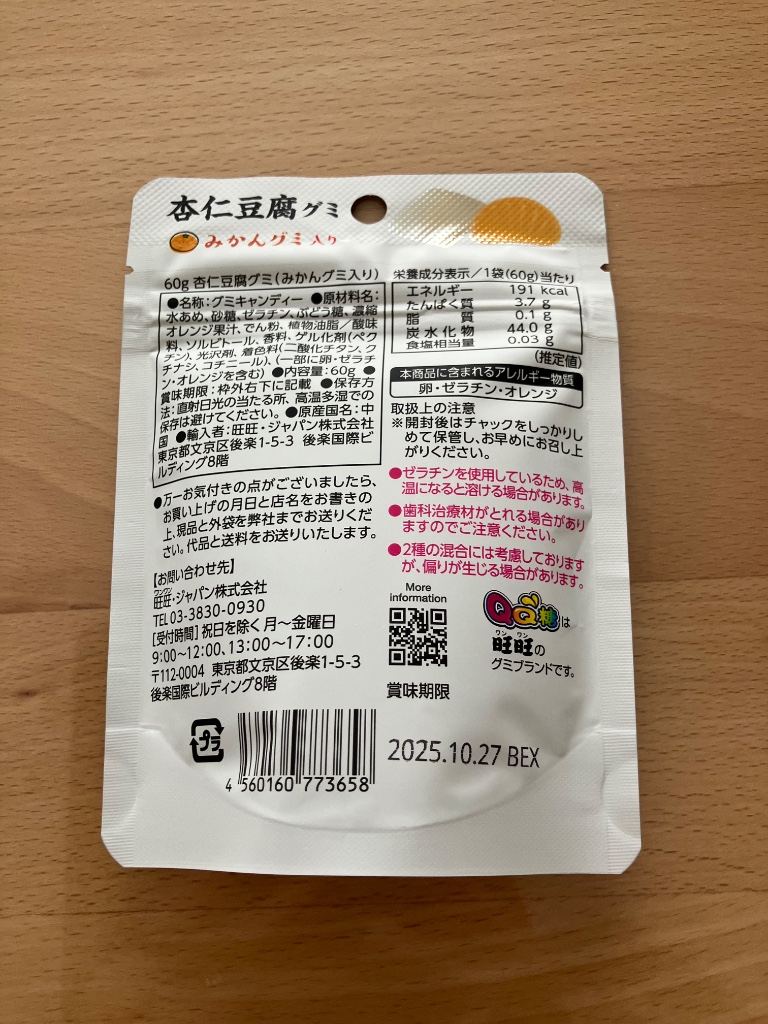 杏仁豆腐グミ
みかんグミ入り
60g 杏仁豆腐グミ(みかんグミ入り)
●名称:グミキャンディー ●原材料名:
水あめ、砂糖、ゼラチン、ぶどう糖、濃縮
オレンジ果汁、でん粉、植物油脂/酸味
料、ソルビトール、香料、ゲル化剤(ペク
チン)、光沢剤、着色料(二酸化チタン、ク
チナシ、コチニール)、(一部に卵・ゼラチ
ン・オレンジを含む) ●内容量:60g ●
賞味期限:枠外右下に記載 ●保存方
法:直射日光の当たる所、高温多湿での
保存は避けてください。●原産国名:中
国 ●輸入者:旺旺・ジャパン株式会社
東京都文京区後楽1-5-3 後楽国際ビ
ルディング8階
●万一お気付きの点がございましたら、
お買い上げの月日と店名をお書きの
上、現品と外袋を弊社までお送りくだ
さい。代品と送料をお送りいたします。
【お問い合わせ先】
ワンワン
旺旺・ジャパン株式会社
TEL 03-3830-0930
[受付時間] 祝日を除く月〜金曜日
9:00〜12:00、13:00〜17:00
〒112-0004 東京都文京区後楽1-5-3
後楽国際ビルディング8階
プラ
4 560160 773658
栄養成分表示/1袋(60g)当たり
エネルギー 191 kcal
たんぱく質 3.7 g
脂質 0.1 g
炭水化物 44.0 g
食塩相当量 0.03 g
(推定値)
本商品に含まれるアレルギー物質
卵・ゼラチン・オレンジ
取扱上の注意
※開封後はチャックをしっかりし
めて保管し、お早めにお召し上
がりください。
●ゼラチンを使用しているため、高
温になると溶ける場合があります。
●歯科治療材がとれる場合があり
ますのでご注意ください。
●2種の混合には考慮しております
が、偏りが生じる場合があります。
More
information
QQ糖は
ワン ワン
旺旺の
グミブランドです。
賞味期限
2025.10.27 BEX